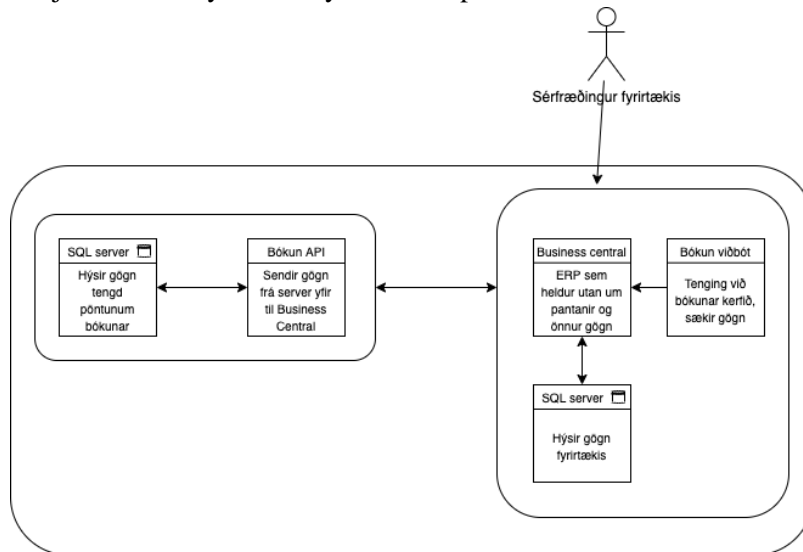 Sérfræðingur fyrirtækis
SQL server
Hýsir gögn
tengd
pöntunum
bókunar
Bókun API
Sendir gögn
frá server yfir
til Business
Central
Business central
ERP sem
heldur utan um
pantanir og
önnur gögn
Bókun viðbót
Tenging við
bókunar kerfið,
sækir gögn
SQL server
Hýsir gögn
fyrirtækis